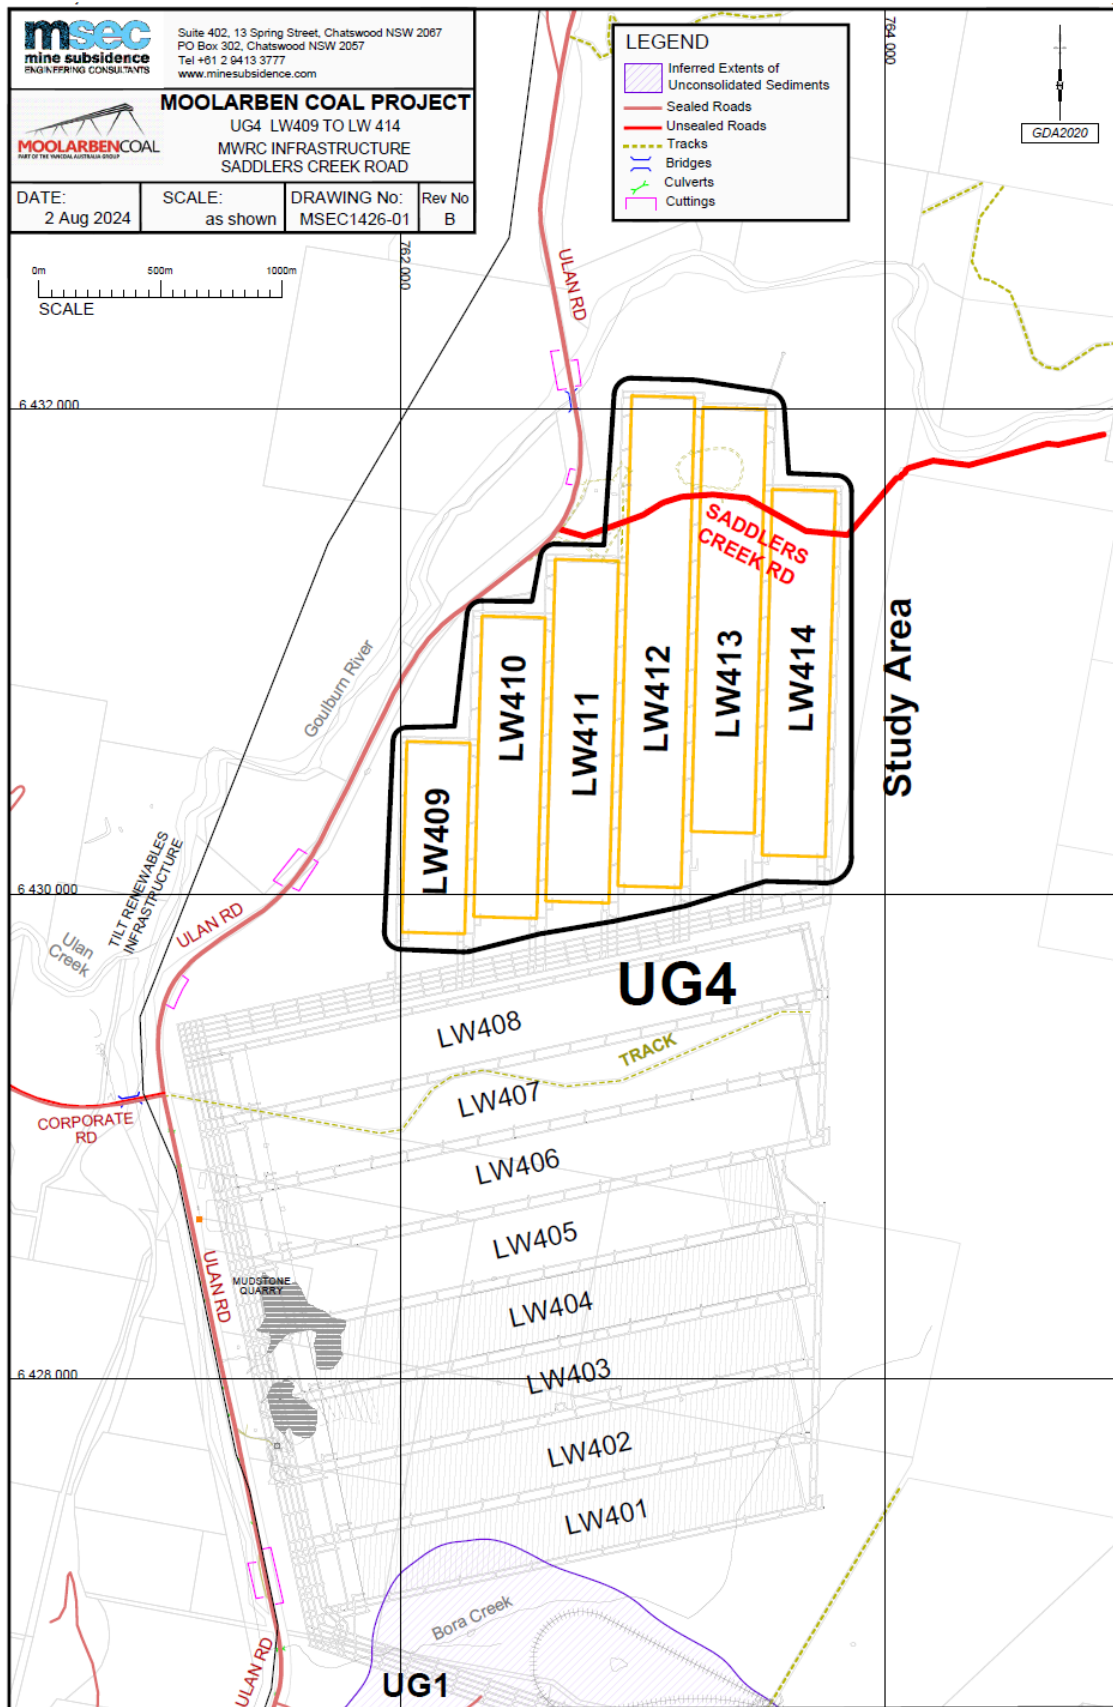 msec
mine subsidence
ENGINEERING CONSULTANTS
Suite 402, 13 Spring Street, Chatswood NSW 2067
PO Box 302, Chatswood NSW 2057
Tel +61 2 9413 3777
www.minesubsidence.com
MOOLARBENCOAL
PART OF THE YANCOAL AUSTRALIA GROUP
MOOLARBEN COAL PROJECT
UG4 LW409 TO LW 414
MWRC INFRASTRUCTURE
SADDLERS CREEK ROAD
DATE:
2 Aug 2024
SCALE:
as shown
DRAWING No:
MSEC1426-01
Rev No
B
LEGEND
Inferred Extents of
Unconsolidated Sediments
Sealed Roads
Unsealed Roads
Tracks
Bridges
Culverts
Cuttings
764 000
GDA2020
0m
500m
1000m
SCALE
762 000
ULAN RD
6 432 000
SADDLERS
CREEK RD
Study Area
LW409
LW410
LW411
LW412
LW413
LW414
Goulburn River
TILT RENEWABLES
INFRASTRUCTURE
6 430 000
ULAN RD
Ulan
Creek
UG4
LW408
TRACK
LW407
CORPORATE
RD
LW406
LW405
ULAN RD
MUDSTONE
QUARRY
LW404
LW403
6 428 000
LW402
LW401
Bora Creek
ULAN RD
UG1